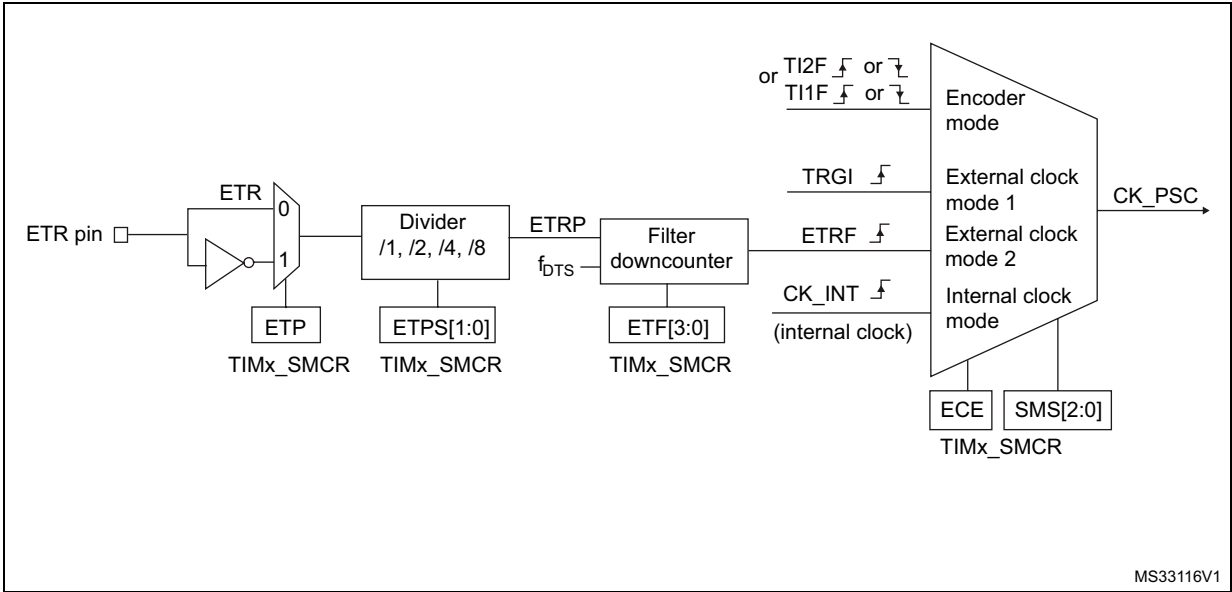 or TI2F or
TI1F or
Encoder
mode
TRGI
External clock
mode 1
CK_PSC
ETR
0
ETR pin
1
Divider
/1, /2, /4, /8
ETRP
fDTS
Filter
downcounter
ETRF
External clock
mode 2
CK_INT
(internal clock)
Internal clock
mode
ETP
TIMx_SMCR
ETPS[1:0]
TIMx_SMCR
ETF[3:0]
TIMx_SMCR
ECE
SMS[2:0]
TIMx_SMCR
MS33116V1